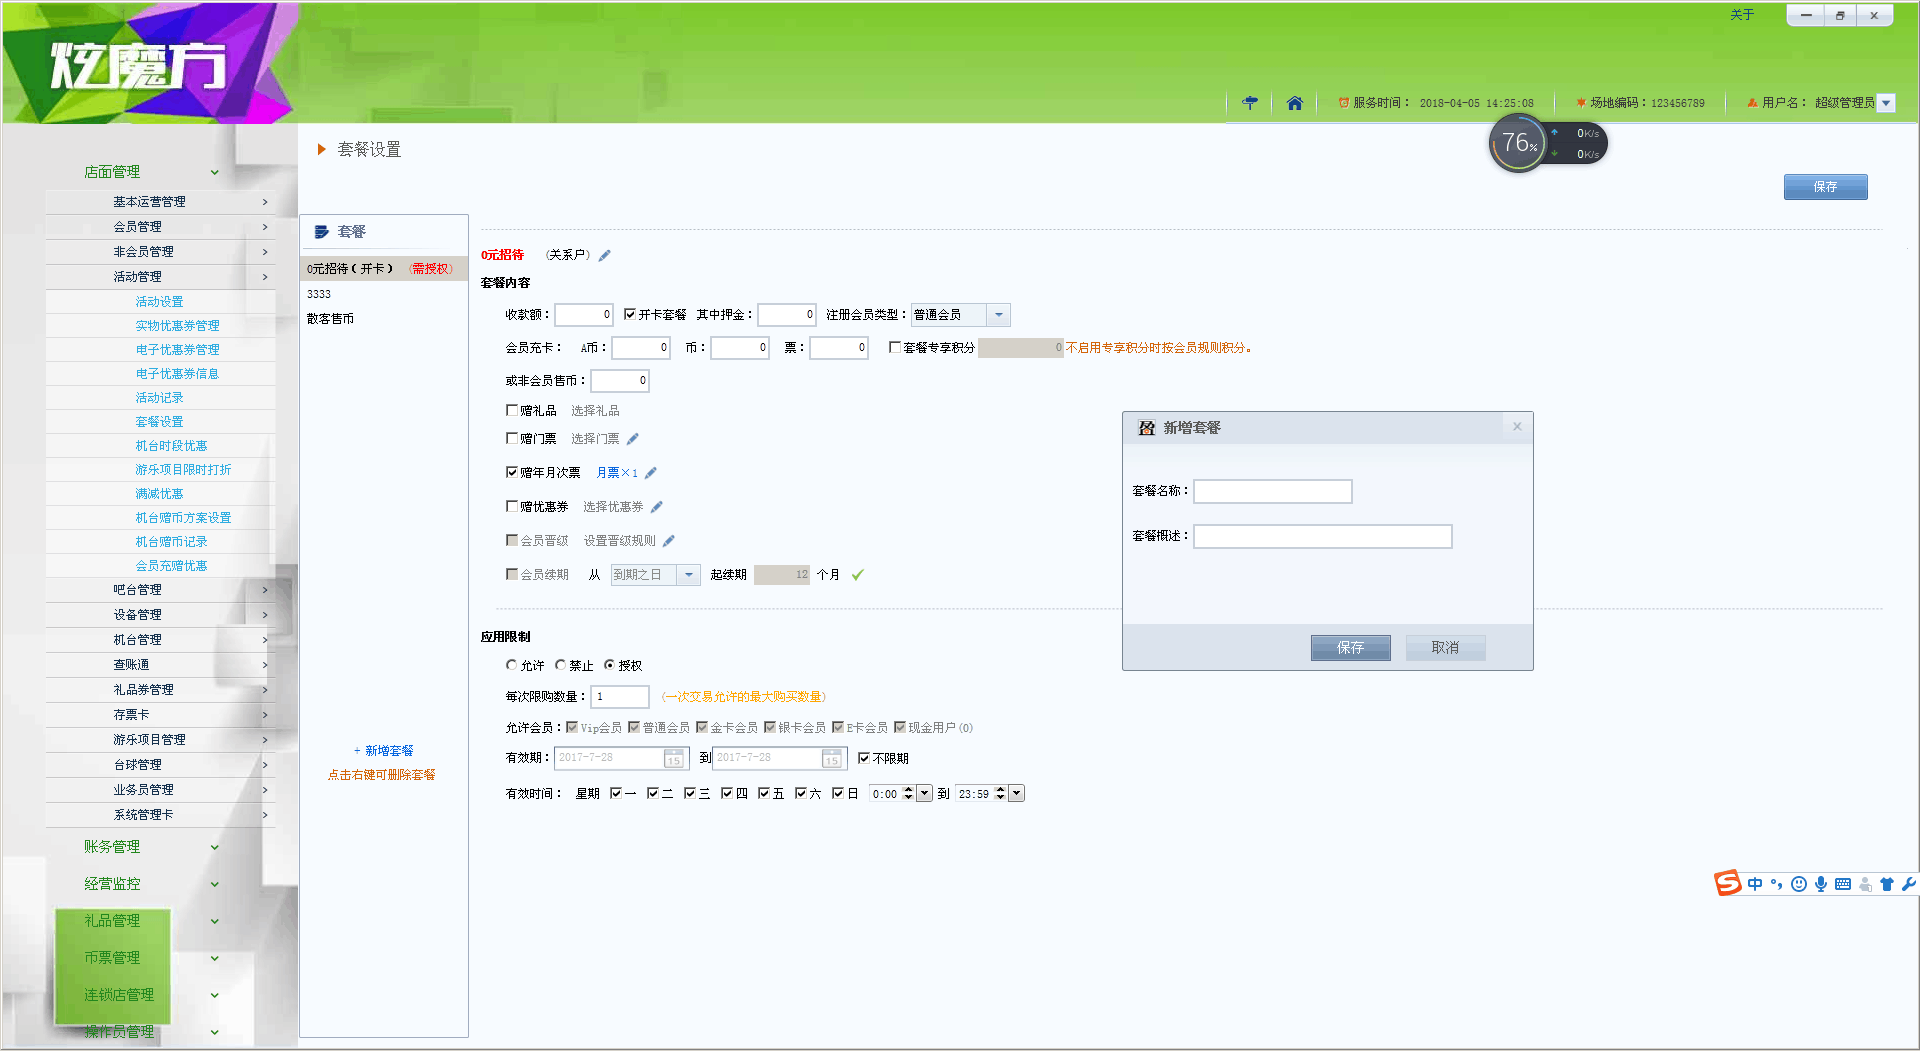 关于
炫魔方
服务时间： 2018-04-05 14:25:08
场地编码：123456789
用户名： 超级管理员
76%
0K/s
0K/s
套餐设置
保存
店面管理
基本运营管理
会员管理
非会员管理
活动管理
活动设置
实物优惠券管理
电子优惠券管理
电子优惠券信息
活动记录
套餐设置
机台时段优惠
游乐项目限时打折
满减优惠
机台赠币方案设置
机台赠币记录
会员充赠优惠
吧台管理
设备管理
机台管理
查账通
礼品券管理
存票卡
游乐项目管理
台球管理
业务员管理
系统管理卡
账务管理
经营监控
礼品管理
币票管理
连锁店管理
操作员管理
套餐
0元招待（开卡） （需授权）
3333
散客售币
+ 新增套餐
点击右键可删除套餐
0元招待 （关系户）
套餐内容
收款额： 0 开卡套餐 其中押金： 0 注册会员类型： 普通会员
会员充卡： A币： 0 币： 0 票： 0 套餐专享积分 0 不启用专享积分时按会员规则积分。
或非会员售币： 0
赠礼品 选择礼品
赠门票 选择门票
赠年月次票 月票×1
赠优惠券 选择优惠券
会员晋级 设置晋级规则
会员续期 从 到期之日 起续期 12 个月
应用限制
允许 禁止 授权
每次限购数量： 1 （一次交易允许的最大购买数量）
允许会员： Vip会员 普通会员 金卡会员 银卡会员 E卡会员 现金用户(0)
有效期： 2017-7-28 15 到 2017-7-28 15 不限期
有效时间： 星期 一 二 三 四 五 六 日 0:00 到 23:59
新增套餐
套餐名称：
套餐概述：
保存 取消
中